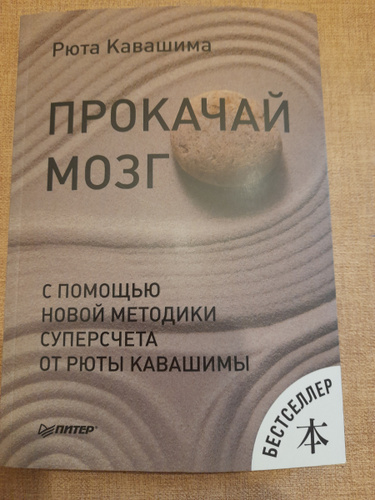 Рюта Кавашима
ПРОКАЧАЙ
МОЗГ
С ПОМОЩЬЮ
НОВОЙ МЕТОДИКИ
СУПЕРСЧЕТА
ОТ РЮТЫ КАВАШИМЫ
ПИТЕР®
БЕСТСЕЛЛЕР
本